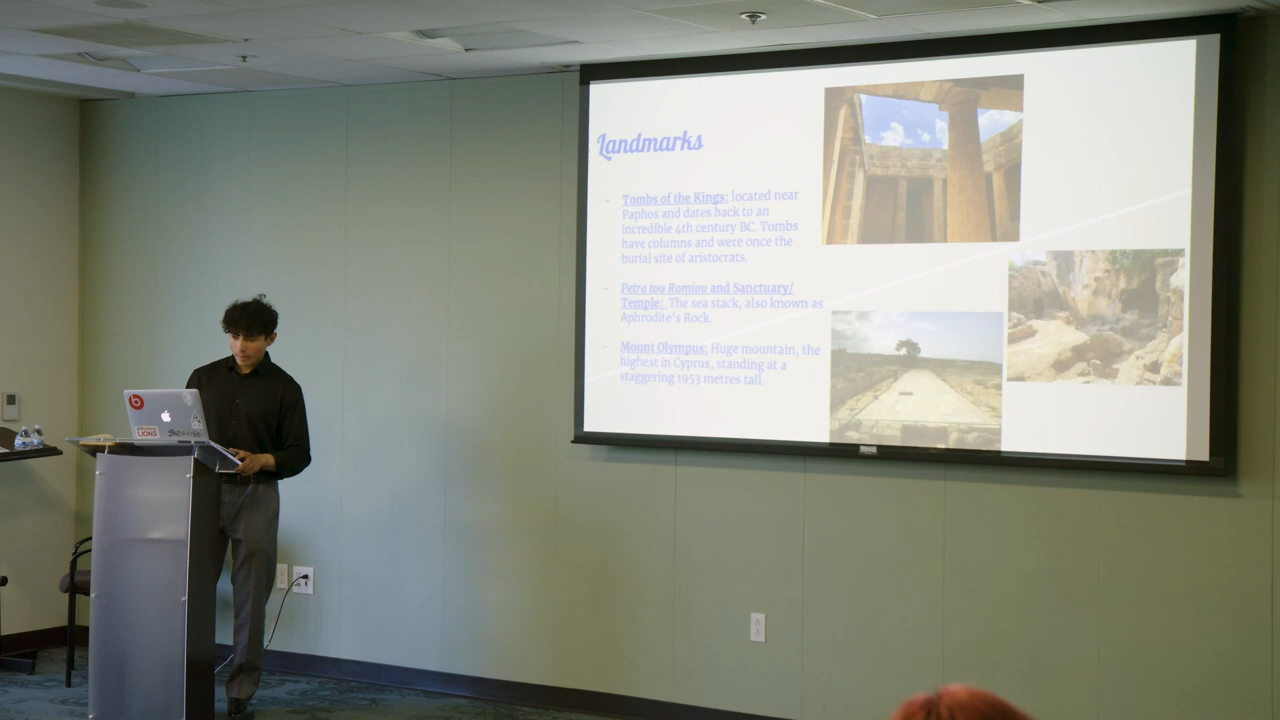 Landmarks
- Tombs of the Kings: located near
Paphos and dates back to an
incredible 4th century BC. Tombs
have columns and were once the
burial site of aristocrats.
- Petra tou Romiou and Sanctuary/
Temple: The sea stack, also known as
Aphrodite's Rock.
- Mount Olympus: Huge mountain, the
highest in Cyprus, standing at a
staggering 1953 metres tall.
LIONS